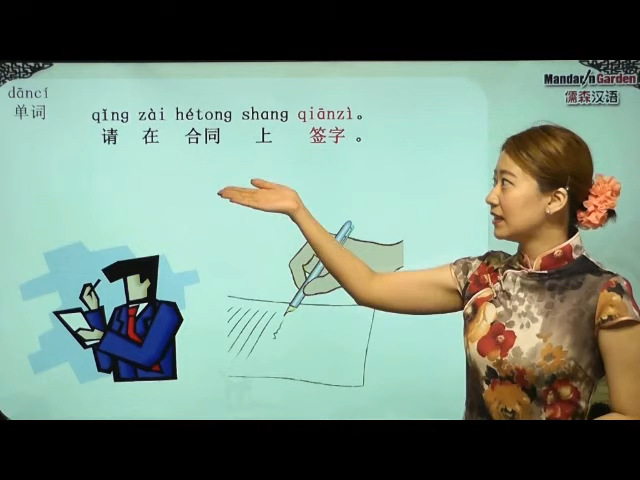 dāncí
单词
qǐng zài hétong shang qiānzì。
请 在 合同 上 签字 。
Mandarin Garden
儒森汉语